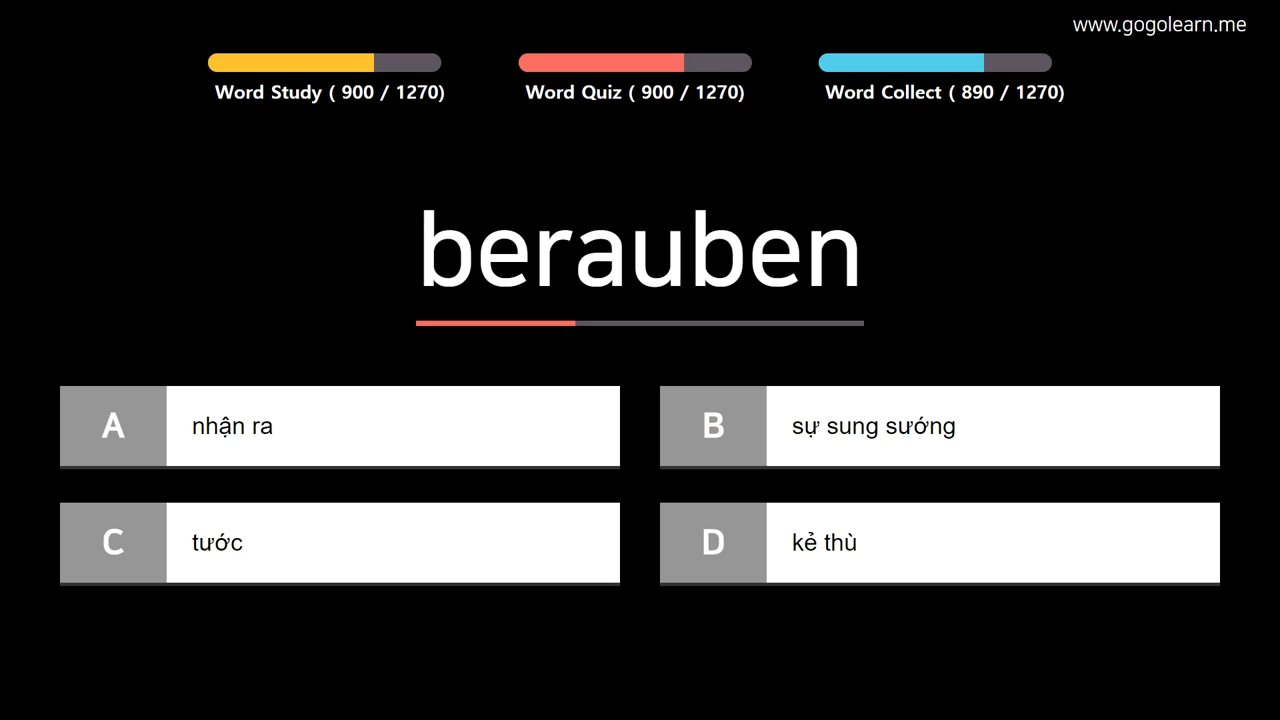 www.gogolearn.me
Word Study ( 900 / 1270)
Word Quiz ( 900 / 1270)
Word Collect ( 890 / 1270)
berauben
A nhận ra
B sự sung sướng
C tước
D kẻ thù